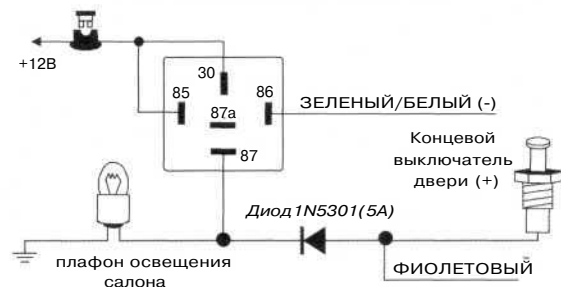 +12В
30
85
86
87а
87
ЗЕЛЕНЫЙ/БЕЛЫЙ (-)
Концевой
выключатель
двери (+)
Диод 1N5301(5А)
плафон освещения
салона
ФИОЛЕТОВЫЙ